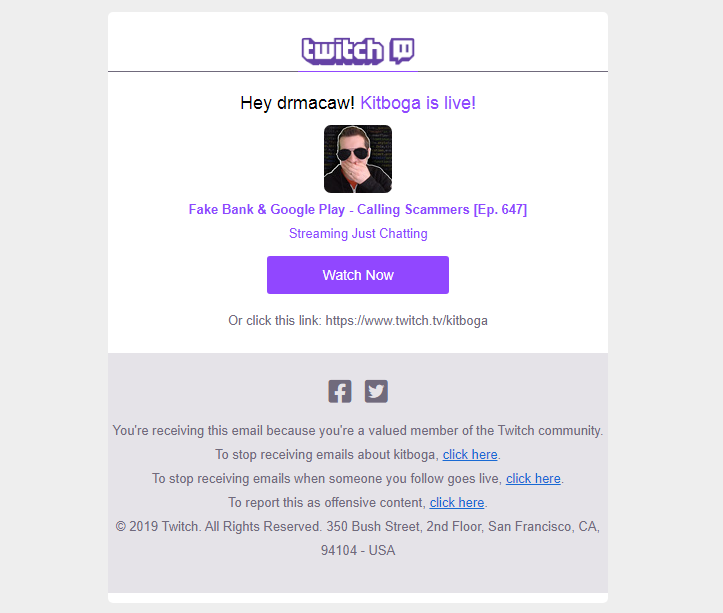 twitch
Hey drmacaw! Kitboga is live!
Fake Bank & Google Play - Calling Scammers [Ep. 647]
Streaming Just Chatting
Watch Now
Or click this link: https://www.twitch.tv/kitboga
You're receiving this email because you're a valued member of the Twitch community.
To stop receiving emails about kitboga, click here.
To stop receiving emails when someone you follow goes live, click here.
To report this as offensive content, click here.
© 2019 Twitch. All Rights Reserved. 350 Bush Street, 2nd Floor, San Francisco, CA,
94104 - USA